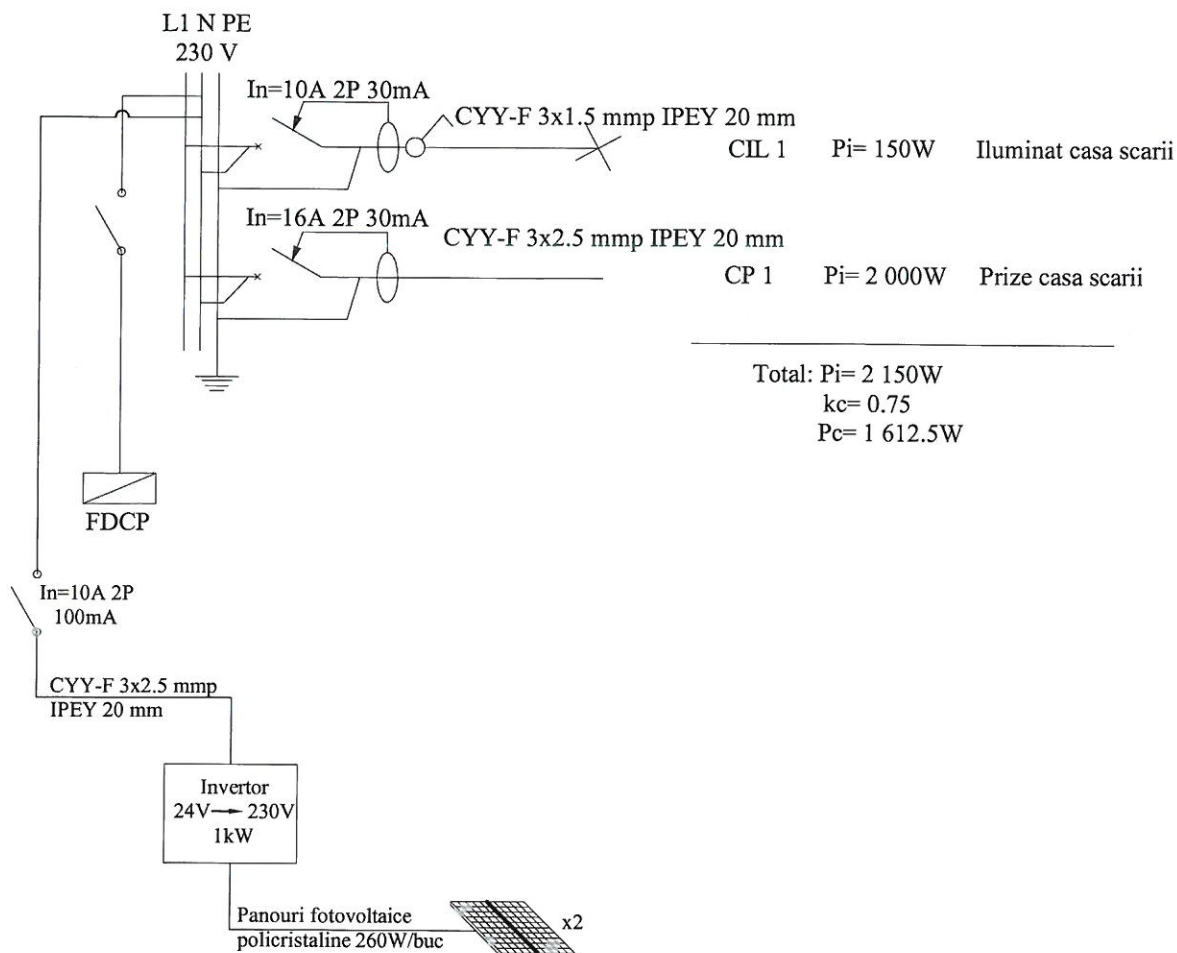 L1 N PE
230 V
In=10A 2P 30mA
CYY-F 3x1.5 mmp IPEY 20 mm
CIL 1 Pi= 150W Iluminat casa scarii
In=16A 2P 30mA
CYY-F 3x2.5 mmp IPEY 20 mm
CP 1 Pi= 2 000W Prize casa scarii
Total: Pi= 2 150W
kc= 0.75
Pc= 1 612.5W
FDCP
In=10A 2P
100mA
CYY-F 3x2.5 mmp
IPEY 20 mm
Invertor
24V → 230V
1kW
Panouri fotovoltaice
policristaline 260W/buc
x2